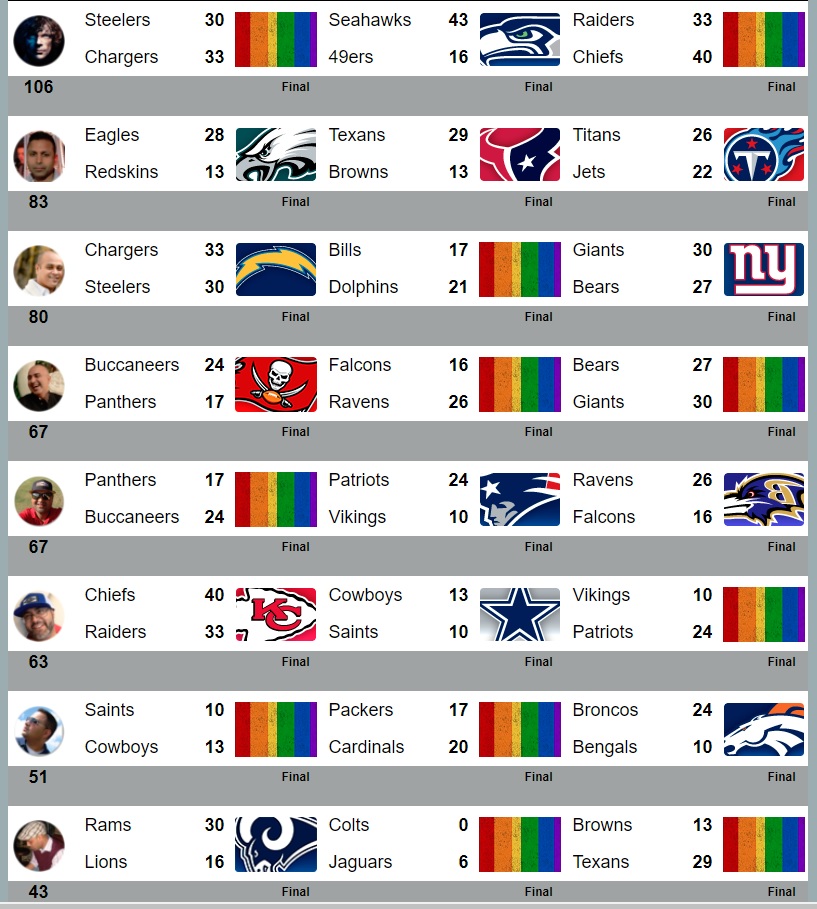 Steelers 30 Seahawks 43 Raiders 33
Chargers 33 49ers 16 Chiefs 40
106 Final Final Final
Eagles 28 Texans 29 Titans 26
Redskins 13 Browns 13 Jets 22
83 Final Final Final
Chargers 33 Bills 17 Giants 30 ny
Steelers 30 Dolphins 21 Bears 27
80 Final Final Final
Buccaneers 24 Falcons 16 Bears 27
Panthers 17 Ravens 26 Giants 30
67 Final Final Final
Panthers 17 Patriots 24 Ravens 26 B
Buccaneers 24 Vikings 10 Falcons 16
67 Final Final Final
Chiefs 40 KC Cowboys 13 Vikings 10
Raiders 33 Saints 10 Patriots 24
63 Final Final Final
Saints 10 Packers 17 Broncos 24
Cowboys 13 Cardinals 20 Bengals 10
51 Final Final Final
Rams 30 Colts 0 Browns 13
Lions 16 Jaguars 6 Texans 29
43 Final Final Final